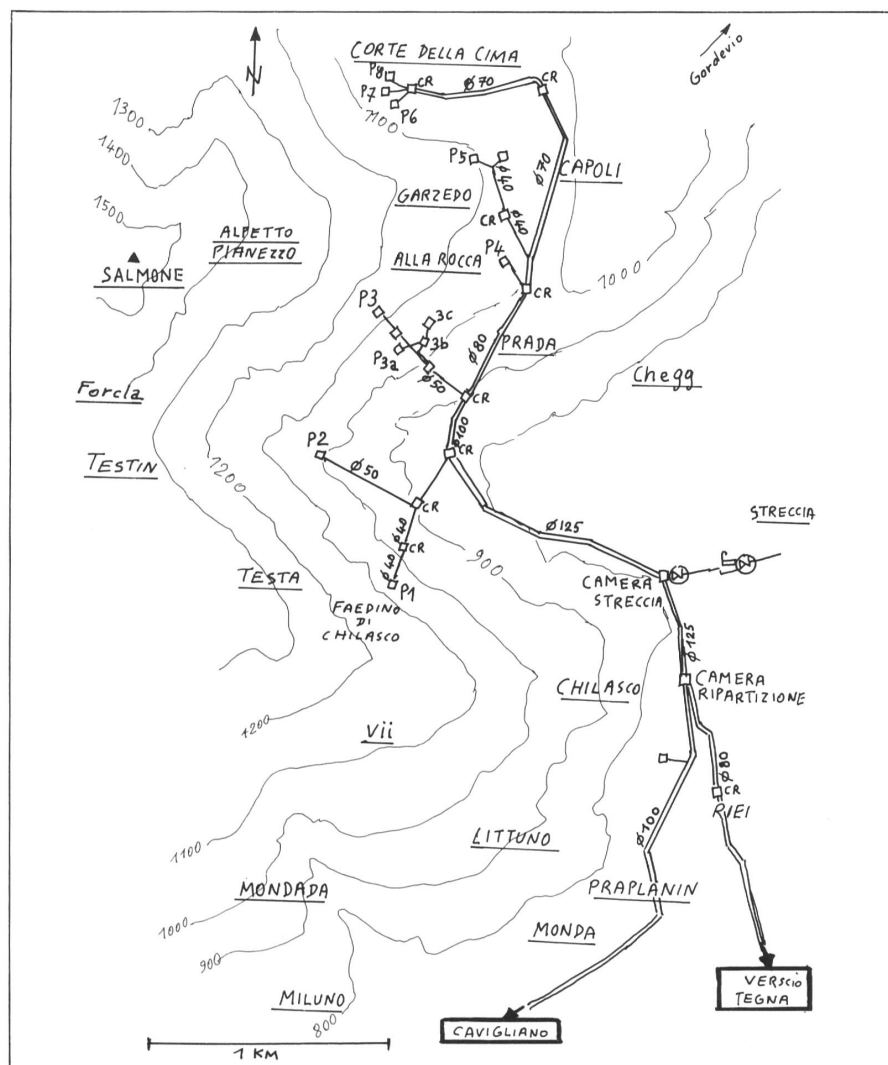 CORTE DELLA CIMA
Gordevio
N
P8
CR
Ø70
CR
P7
P6
1100
1300
1400
P5
Ø40
Ø70
CAPOLI
GARZEDO
1500
ALPETTO
PIANEZZO
CR
Ø40
ALLA ROCCA
P4
SALMONE
1000
CR
P3
3c
3b
P3a
Ø80
PRADA
Ø50
Chegg
Forcla
CR
Ø100
P2
CR
TESTIN
1200
Ø50
CR
STRECCIA
Ø125
Ø40
CR
900
Ø40
P1
CAMERA
STRECCIA
TESTA
FAEDINO
DI
CHILASCO
Ø125
CHILASCO
CAMERA
RIPARTIZIONE
1200
Vii
Ø80
CR
RIEI
Ø100
1100
LITTUNO
MONDADA
PRAPLANIN
1000
MONDA
900
VERSCIO
TEGNA
MILUNO
800
CAVIGLIANO
1 KM